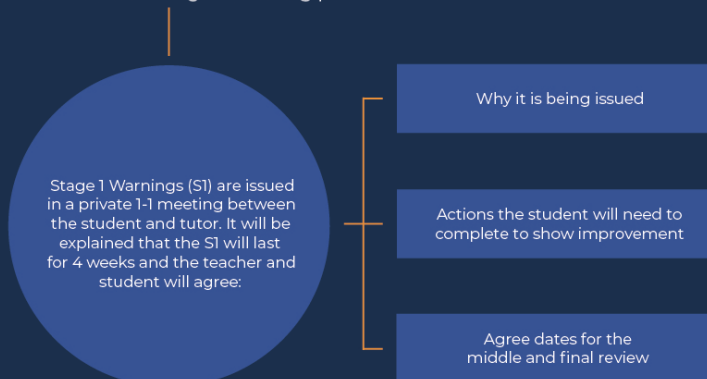 Stage 1 Warnings (S1) are issued
in a private 1-1 meeting between
the student and tutor. It will be
explained that the S1 will last
for 4 weeks and the teacher and
student will agree:
Why it is being issued
Actions the student will need to
complete to show improvement
Agree dates for the
middle and final review